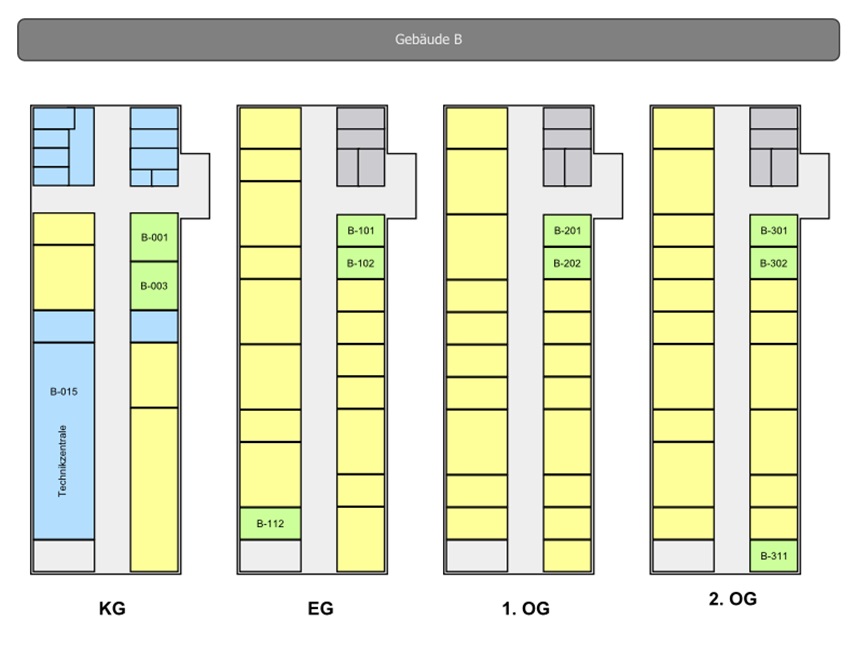 Gebäude B
B-001
B-003
B-015
Technikzentrale
KG
B-101
B-102
B-112
EG
B-201
B-202
1. OG
B-301
B-302
B-311
2. OG